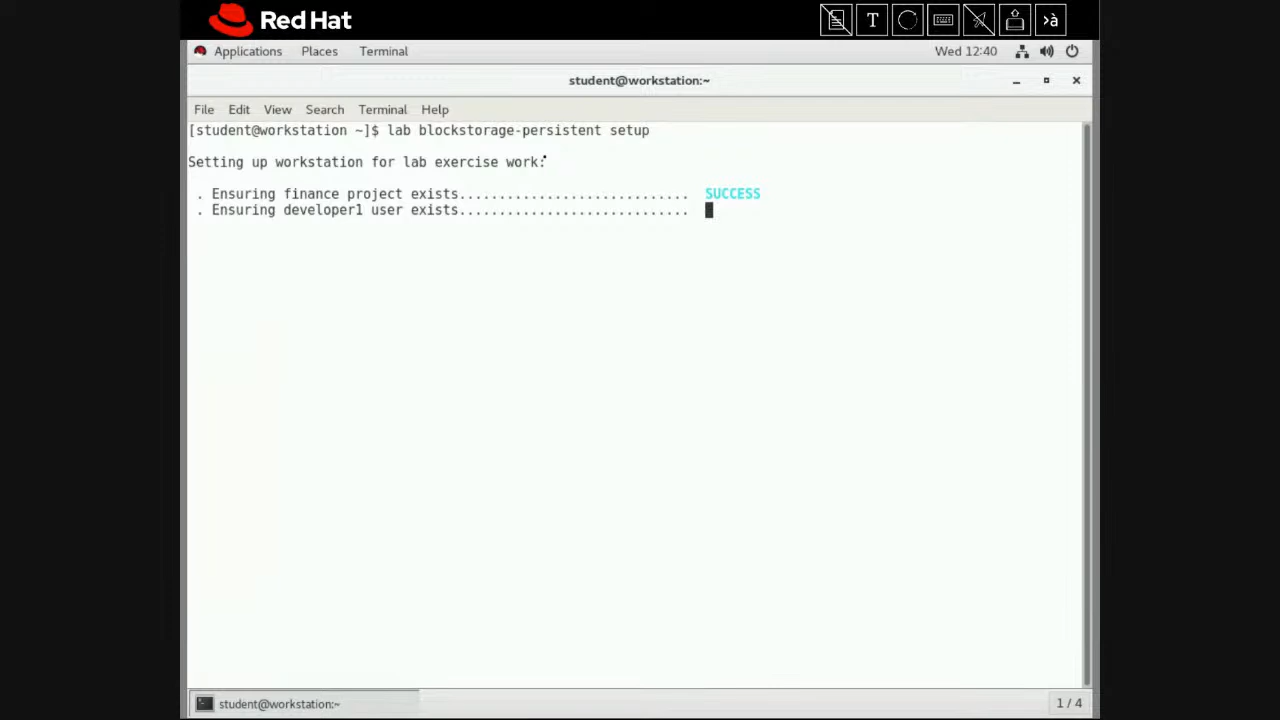 Red Hat
T
›à
Applications Places Terminal Wed 12:40
student@workstation:~
File Edit View Search Terminal Help
[student@workstation ~]$ lab blockstorage-persistent setup
Setting up workstation for lab exercise work:
. Ensuring finance project exists............................. SUCCESS
. Ensuring developer1 user exists.............................
student@workstation:~ 1 / 4